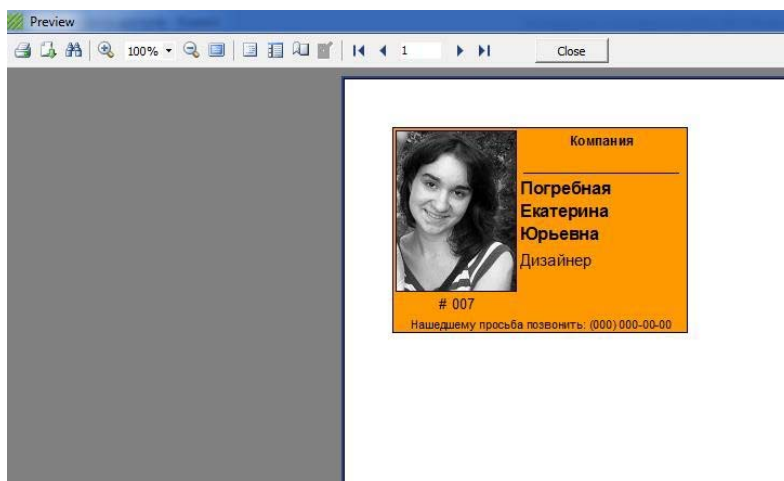 Preview
100%
1
Close
Компания
Погребная
Екатерина
Юрьевна
Дизайнер
# 007
Нашедшему просьба позвонить: (000) 000-00-00